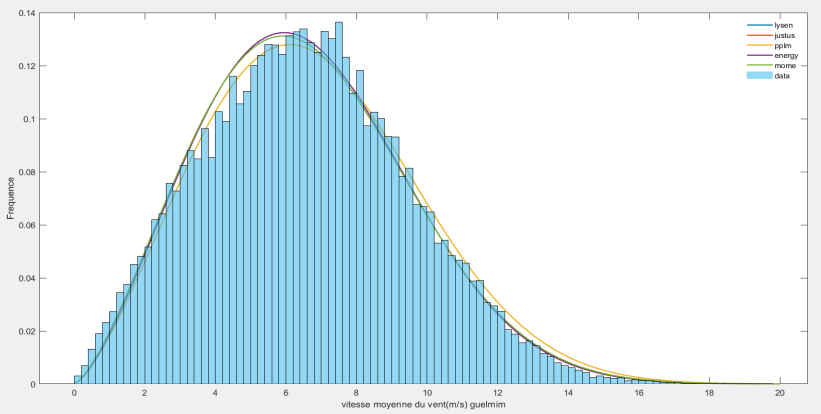 0.14
0.12
0.1
0.08
0.06
0.04
0.02
0
Frequence
lysen
justus
pplm
energy
mome
data
0 2 4 6 8 10 12 14 16 18 20
vitesse moyenne du vent(m/s) guelmim